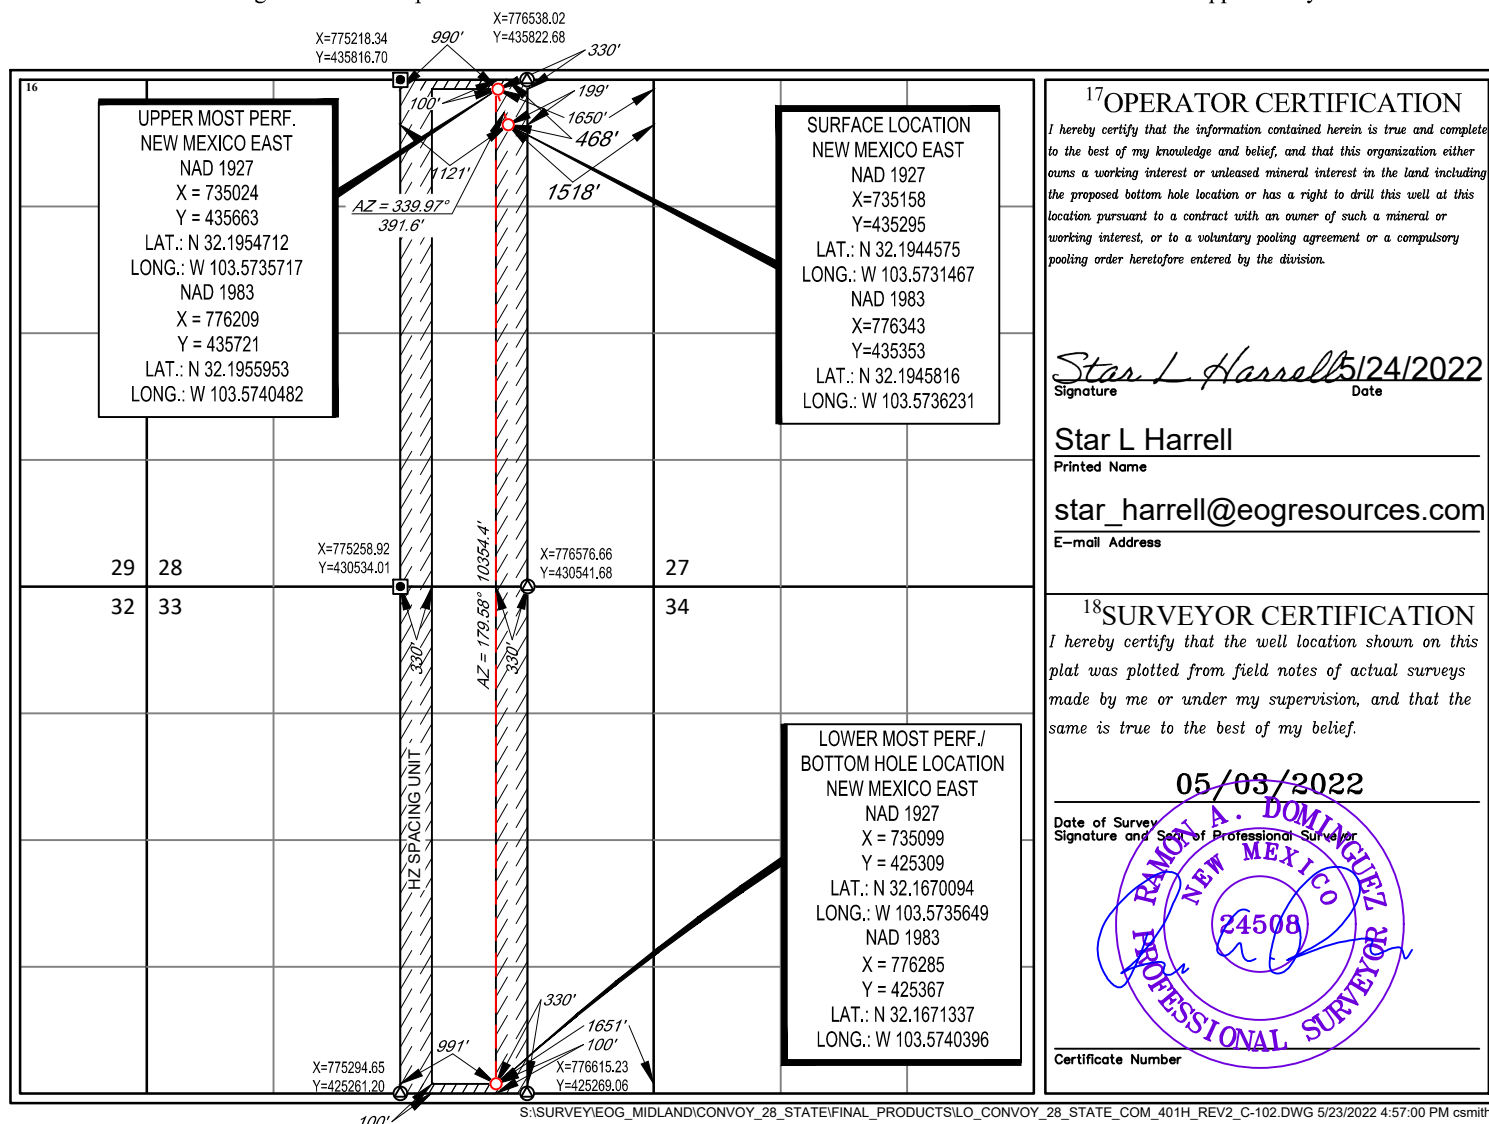 X=776538.02
Y=435822.68
X=775218.34
Y=435816.70
990'
330'
16
UPPER MOST PERF.
NEW MEXICO EAST
NAD 1927
X = 735024
Y = 435663
LAT.: N 32.1954712
LONG.: W 103.5735717
NAD 1983
X = 776209
Y = 435721
LAT.: N 32.1955953
LONG.: W 103.5740482
100'
199'
1650'
468'
1121'
1518'
AZ = 339.97°
391.6'
SURFACE LOCATION
NEW MEXICO EAST
NAD 1927
X=735158
Y=435295
LAT.: N 32.1944575
LONG.: W 103.5731467
NAD 1983
X=776343
Y=435353
LAT.: N 32.1945816
LONG.: W 103.5736231
X=775258.92
Y=430534.01
AZ = 179.58° 10354.4'
X=776576.66
Y=430541.68
29 28
27
32 33
34
330'
330'
HZ SPACING UNIT
LOWER MOST PERF./
BOTTOM HOLE LOCATION
NEW MEXICO EAST
NAD 1927
X = 735099
Y = 425309
LAT.: N 32.1670094
LONG.: W 103.5735649
NAD 1983
X = 776285
Y = 425367
LAT.: N 32.1671337
LONG.: W 103.5740396
330'
1651'
100'
991'
X=775294.65
Y=425261.20
X=776615.23
Y=425269.06
100'
17OPERATOR CERTIFICATION
I hereby certify that the information contained herein is true and complete
to the best of my knowledge and belief, and that this organization either
owns a working interest or unleased mineral interest in the land including
the proposed bottom hole location or has a right to drill this well at this
location pursuant to a contract with an owner of such a mineral or
working interest, or to a voluntary pooling agreement or a compulsory
pooling order heretofore entered by the division.
Star L Harrell 5/24/2022
Signature Date
Star L Harrell
Printed Name
star_harrell@eogresources.com
E-mail Address
18SURVEYOR CERTIFICATION
I hereby certify that the well location shown on this
plat was plotted from field notes of actual surveys
made by me or under my supervision, and that the
same is true to the best of my belief.
05/03/2022
Date of Survey
Signature and Seal of Professional Surveyor
RAMON A. DOMINGUEZ
NEW MEXICO
24508
PROFESSIONAL SURVEYOR
Certificate Number
S:\SURVEY\EOG_MIDLAND\CONVOY_28_STATE\FINAL_PRODUCTS\LO_CONVOY_28_STATE_COM_401H_REV2_C-102.DWG 5/23/2022 4:57:00 PM csmith